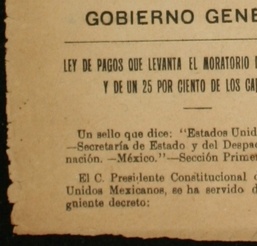 GOBIERNO GENE
LEY DE PAGOS QUE LEVANTA EL MORATORIO
Y DE UN 25 POR CIENTO DE LOS CA
Un sello que dice: "Estados Unid
—Secretaría de Estado y del Despac
nación. —México."—Sección Primer
El C. Presidente Constitucional
Unidos Mexicanos, se ha servido d
guiente decreto: